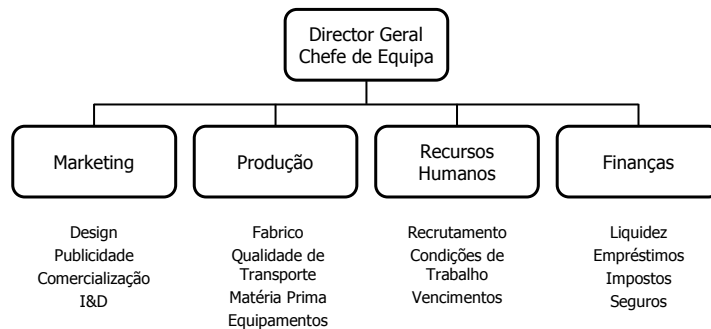 Director Geral
Chefe de Equipa
Marketing
Produção
Recursos
Humanos
Finanças
Design
Publicidade
Comercialização
I&D
Fabrico
Qualidade de
Transporte
Matéria Prima
Equipamentos
Recrutamento
Condições de
Trabalho
Vencimentos
Liquidez
Empréstimos
Impostos
Seguros